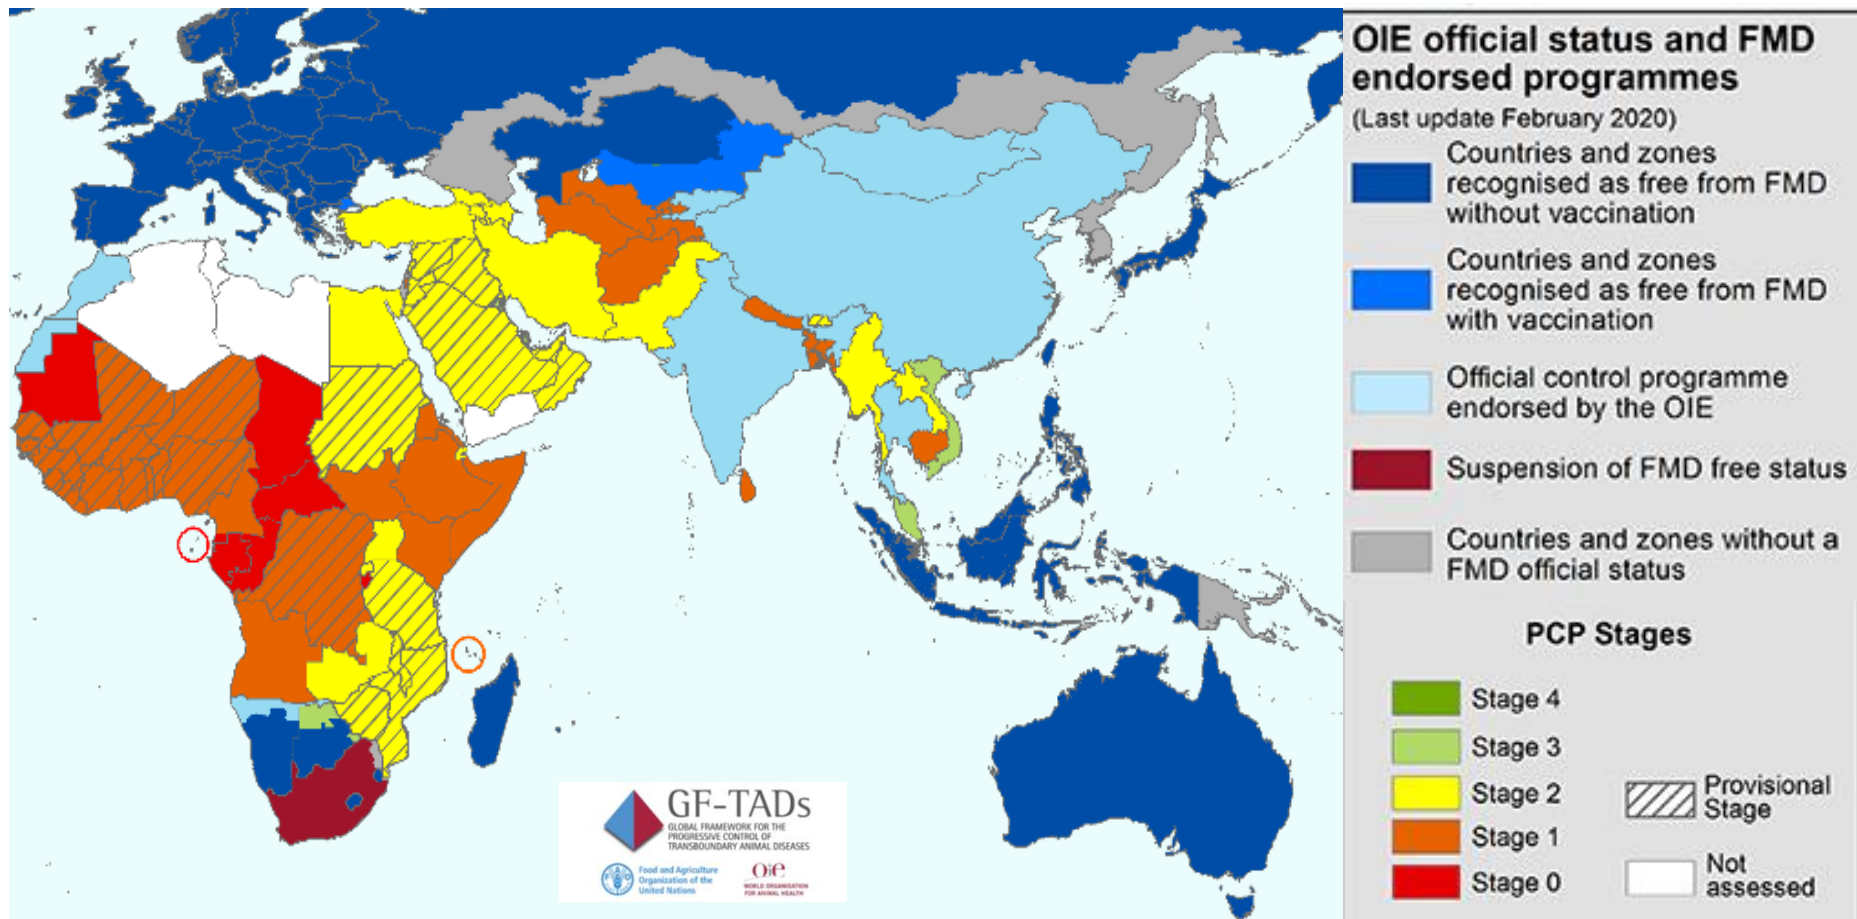 OIE official status and FMD
endorsed programmes
(Last update February 2020)
Countries and zones
recognised as free from FMD
without vaccination
Countries and zones
recognised as free from FMD
with vaccination
Official control programme
endorsed by the OIE
Suspension of FMD free status
Countries and zones without a
FMD official status
PCP Stages
Stage 4
Stage 3
Stage 2
Stage 1
Stage 0
Provisional
Stage
Not
assessed
GF-TADs
GLOBAL FRAMEWORK FOR THE
PROGRESSIVE CONTROL OF
TRANSBOUNDARY ANIMAL DISEASES
Food and Agriculture
Organization of the
United Nations
Oie
WORLD ORGANISATION
FOR ANIMAL HEALTH